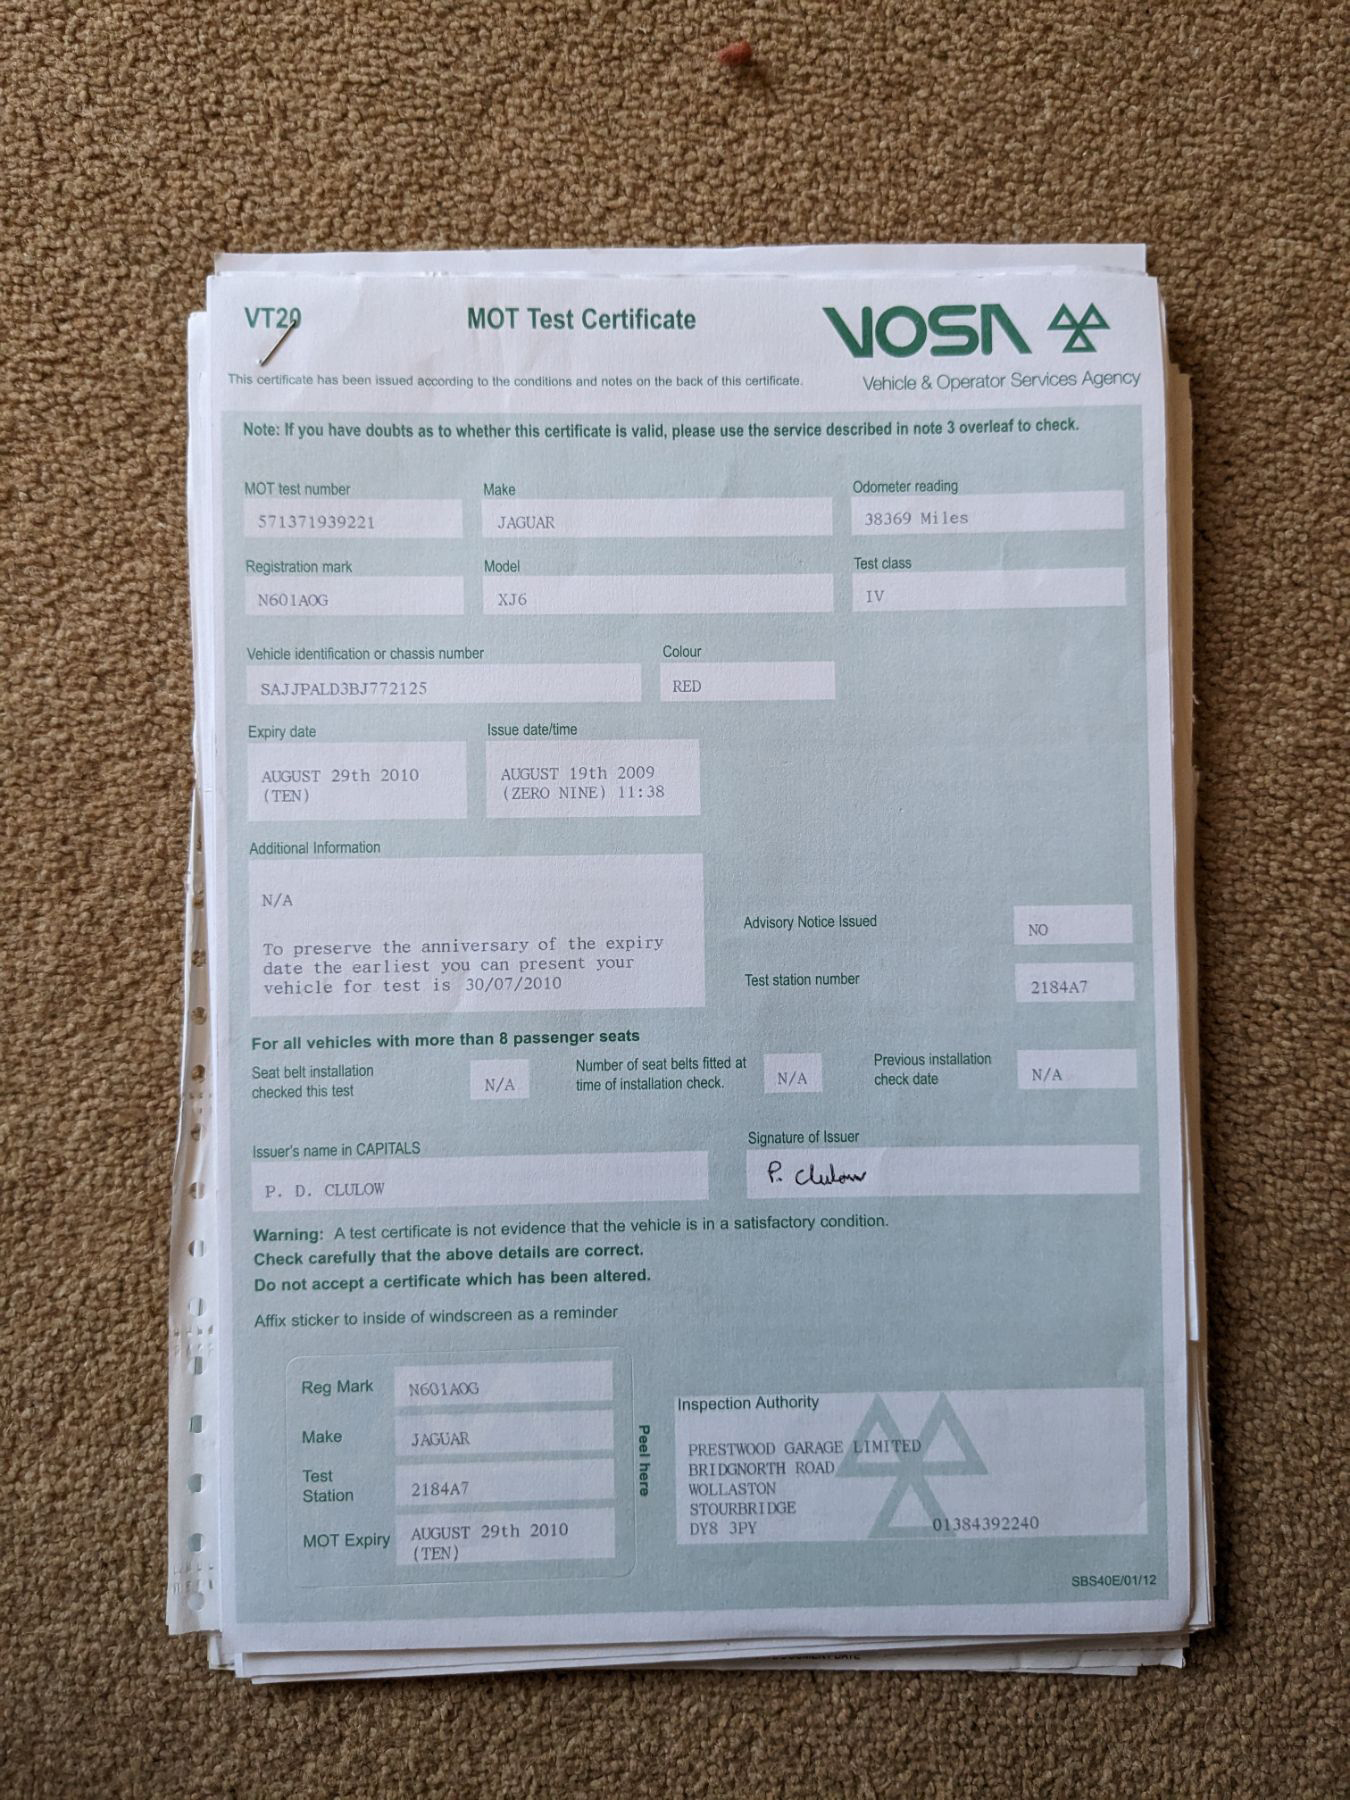 VT20
MOT Test Certificate
VOSA
This certificate has been issued according to the conditions and notes on the back of this certificate.
Vehicle & Operator Services Agency
Note: If you have doubts as to whether this certificate is valid, please use the service described in note 3 overleaf to check.
MOT test number
571371939221
Make
JAGUAR
Odometer reading
38369 Miles
Registration mark
N601AOG
Model
XJ6
Test class
IV
Vehicle identification or chassis number
SAJJPALD3BJ772125
Colour
RED
Expiry date
AUGUST 29th 2010
(TEN)
Issue date/time
AUGUST 19th 2009
(ZERO NINE) 11:38
Additional Information
N/A
To preserve the anniversary of the expiry
date the earliest you can present your
vehicle for test is 30/07/2010
Advisory Notice Issued
NO
Test station number
2184A7
For all vehicles with more than 8 passenger seats
Seat belt installation
checked this test
N/A
Number of seat belts fitted at
time of installation check.
N/A
Previous installation
check date
N/A
Issuer's name in CAPITALS
P. D. CLULOW
Signature of Issuer
P. Clulow
Warning: A test certificate is not evidence that the vehicle is in a satisfactory condition.
Check carefully that the above details are correct.
Do not accept a certificate which has been altered.
Affix sticker to inside of windscreen as a reminder
Reg Mark
N601AOG
Make
JAGUAR
Test
Station
2184A7
MOT Expiry
AUGUST 29th 2010
(TEN)
Peel here
Inspection Authority
PRESTWOOD GARAGE LIMITED
BRIDGNORTH ROAD
WOLLASTON
STOURBRIDGE
DY8 3PY
01384392240
SBS40E/01/12